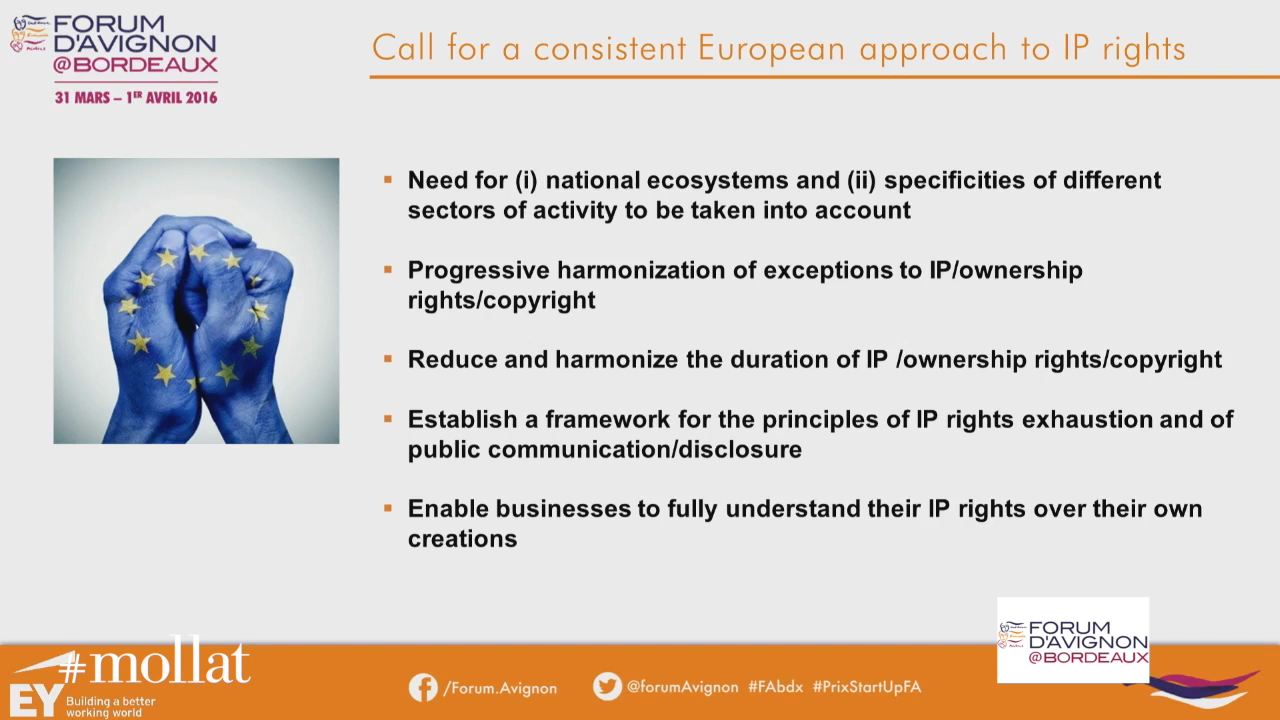 FORUM
D'AVIGNON
@BORDEAUX
31 MARS – 1ER AVRIL 2016
Call for a consistent European approach to IP rights
▪ Need for (i) national ecosystems and (ii) specificities of different
sectors of activity to be taken into account
▪ Progressive harmonization of exceptions to IP/ownership
rights/copyright
▪ Reduce and harmonize the duration of IP /ownership rights/copyright
▪ Establish a framework for the principles of IP rights exhaustion and of
public communication/disclosure
▪ Enable businesses to fully understand their IP rights over their own
creations
#mollat
EY
Building a better
working world
/Forum.Avignon
@forumAvignon #FAbdx #PrixStartUpFA
FORUM
D'AVIGNON
@BORDEAUX